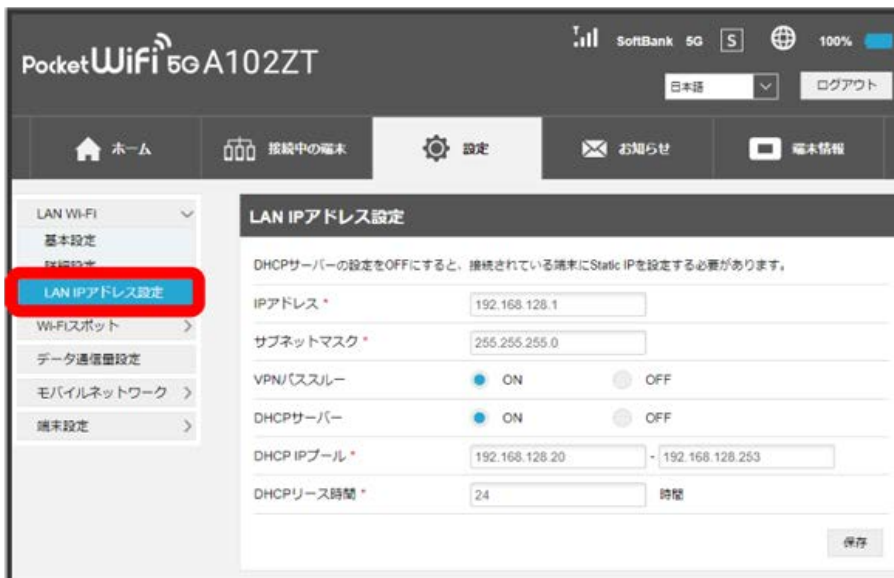 Pocket WiFi 5G A102ZT
SoftBank 5G S 100%
日本語 ログアウト
ホーム 接続中の端末 設定 お知らせ 端末情報
LAN Wi-Fi
基本設定
詳細設定
LAN IPアドレス設定
Wi-Fiスポット
データ通信量設定
モバイルネットワーク
端末設定
LAN IPアドレス設定
DHCPサーバーの設定をOFFにすると、接続されている端末にStatic IPを設定する必要があります。
IPアドレス * 192.168.128.1
サブネットマスク * 255.255.255.0
VPNパススルー ON OFF
DHCPサーバー ON OFF
DHCP IPプール * 192.168.128.20 - 192.168.128.253
DHCPリース時間 * 24 時間
保存